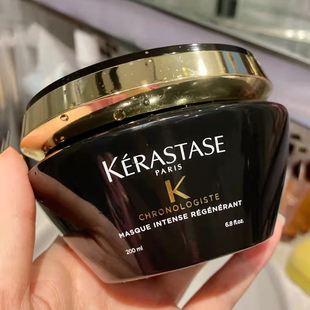 KÉRASTASE
PARIS
K
CHRONOLOGISTE
MASQUE INTENSE RÉGÉNÉRANT
200 ml
6.8 fl.oz.